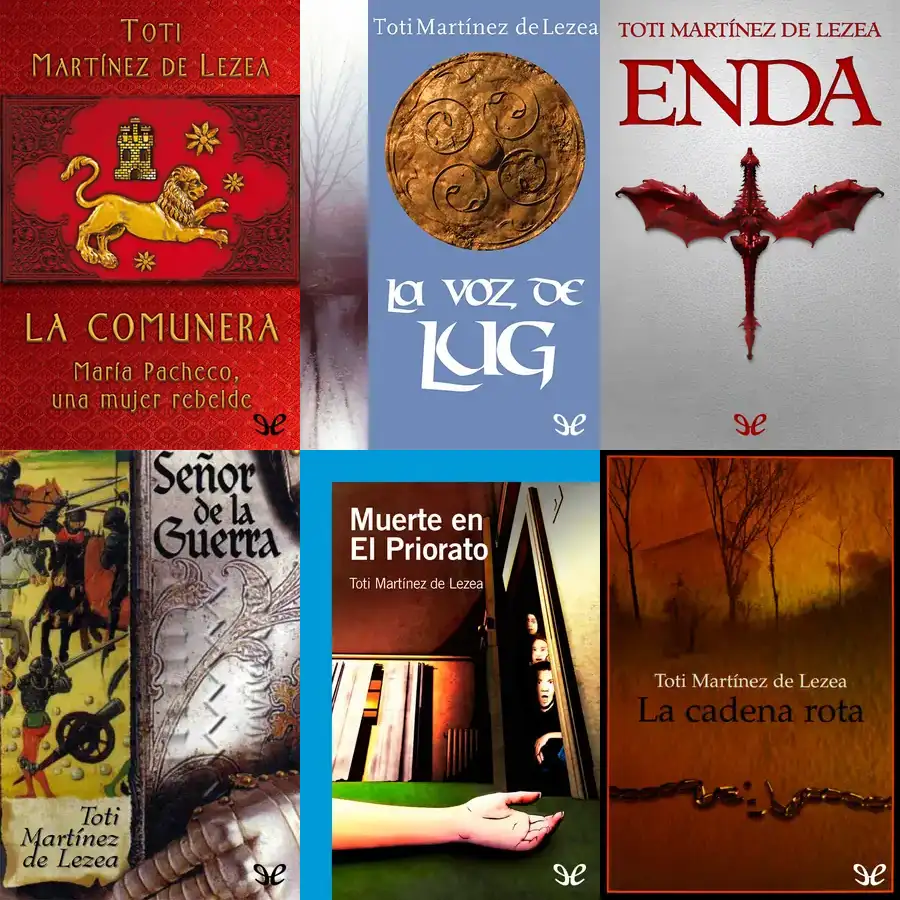 TOTI
MARTÍNEZ DE LEZEA
LA COMUNERA
María Pacheco,
una mujer rebelde
Toti Martínez de Lezea
LA VOZ DE
LUG
TOTI MARTÍNEZ DE LEZEA
ENDA
Señor
de la
Guerra
Toti
Martínez
de Lezea
Muerte en
El Priorato
Toti Martínez de Lezea
Toti Martínez de Lezea
La cadena rota